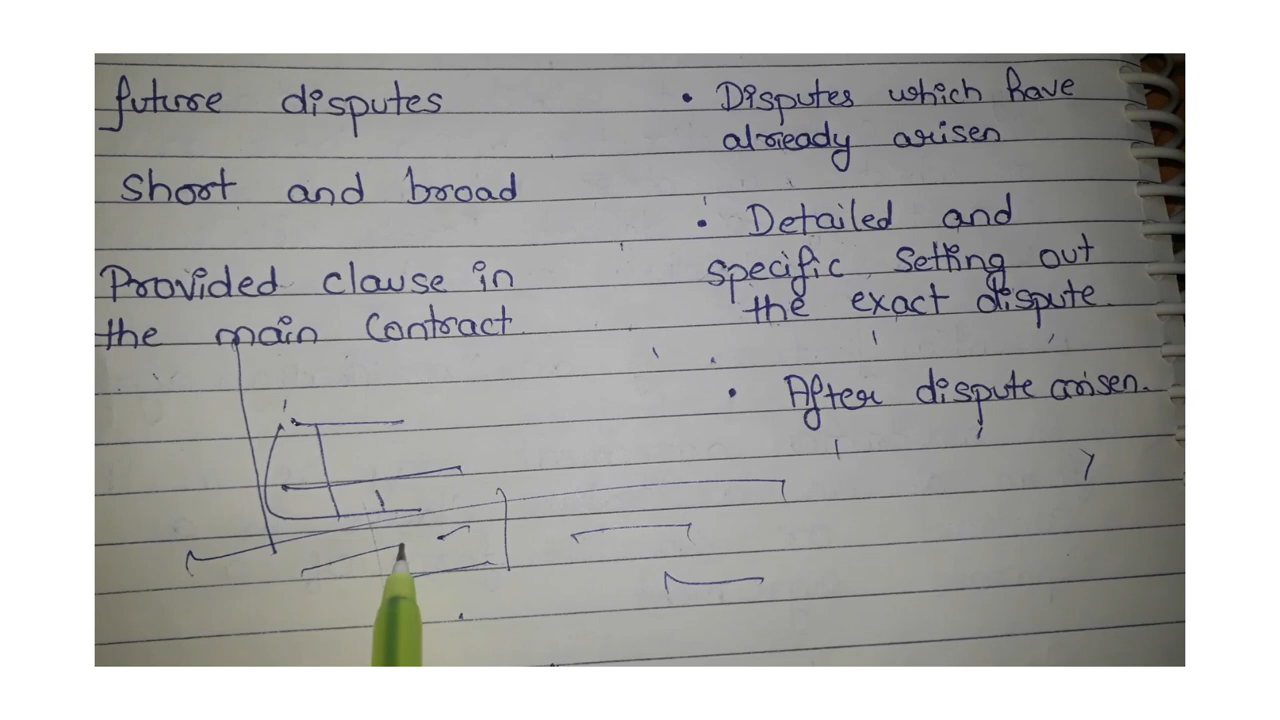 future disputes
short and broad
Provided clause in
the main contract.
• Disputes which have
already arisen
• Detailed and
specific setting out
the exact dispute.
• After dispute arisen.